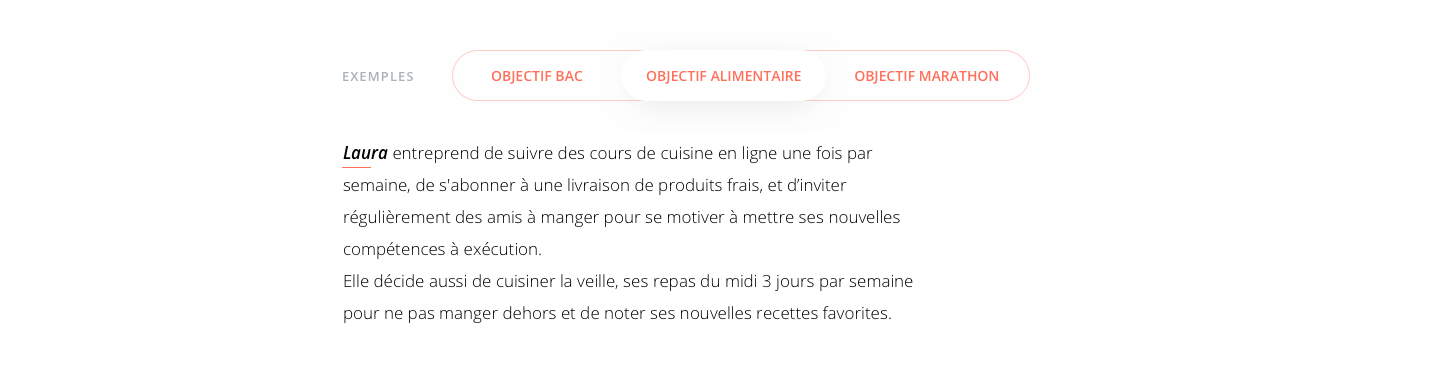 EXEMPLES OBJECTIF BAC OBJECTIF ALIMENTAIRE OBJECTIF MARATHON
Laura entreprend de suivre des cours de cuisine en ligne une fois par
semaine, de s'abonner à une livraison de produits frais, et d’inviter
régulièrement des amis à manger pour se motiver à mettre ses nouvelles
compétences à exécution.
Elle décide aussi de cuisiner la veille, ses repas du midi 3 jours par semaine
pour ne pas manger dehors et de noter ses nouvelles recettes favorites.